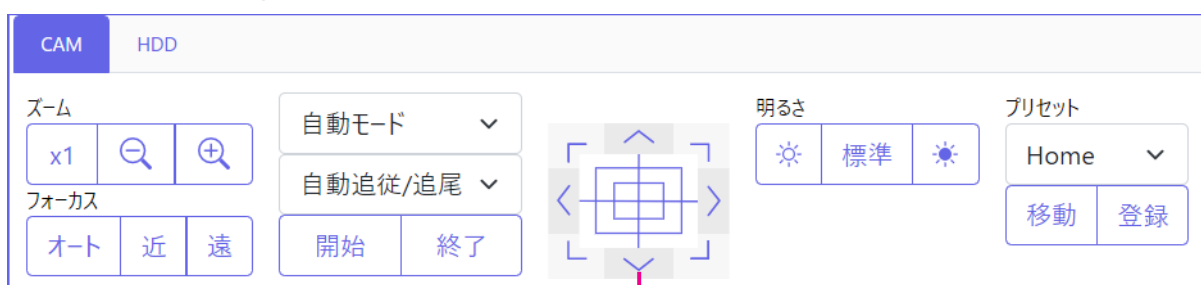 CAM HDD
ズーム
x1
フォーカス
オート 近 遠
自動モード
自動追従/追尾
開始 終了
明るさ
標準
プリセット
Home
移動 登録